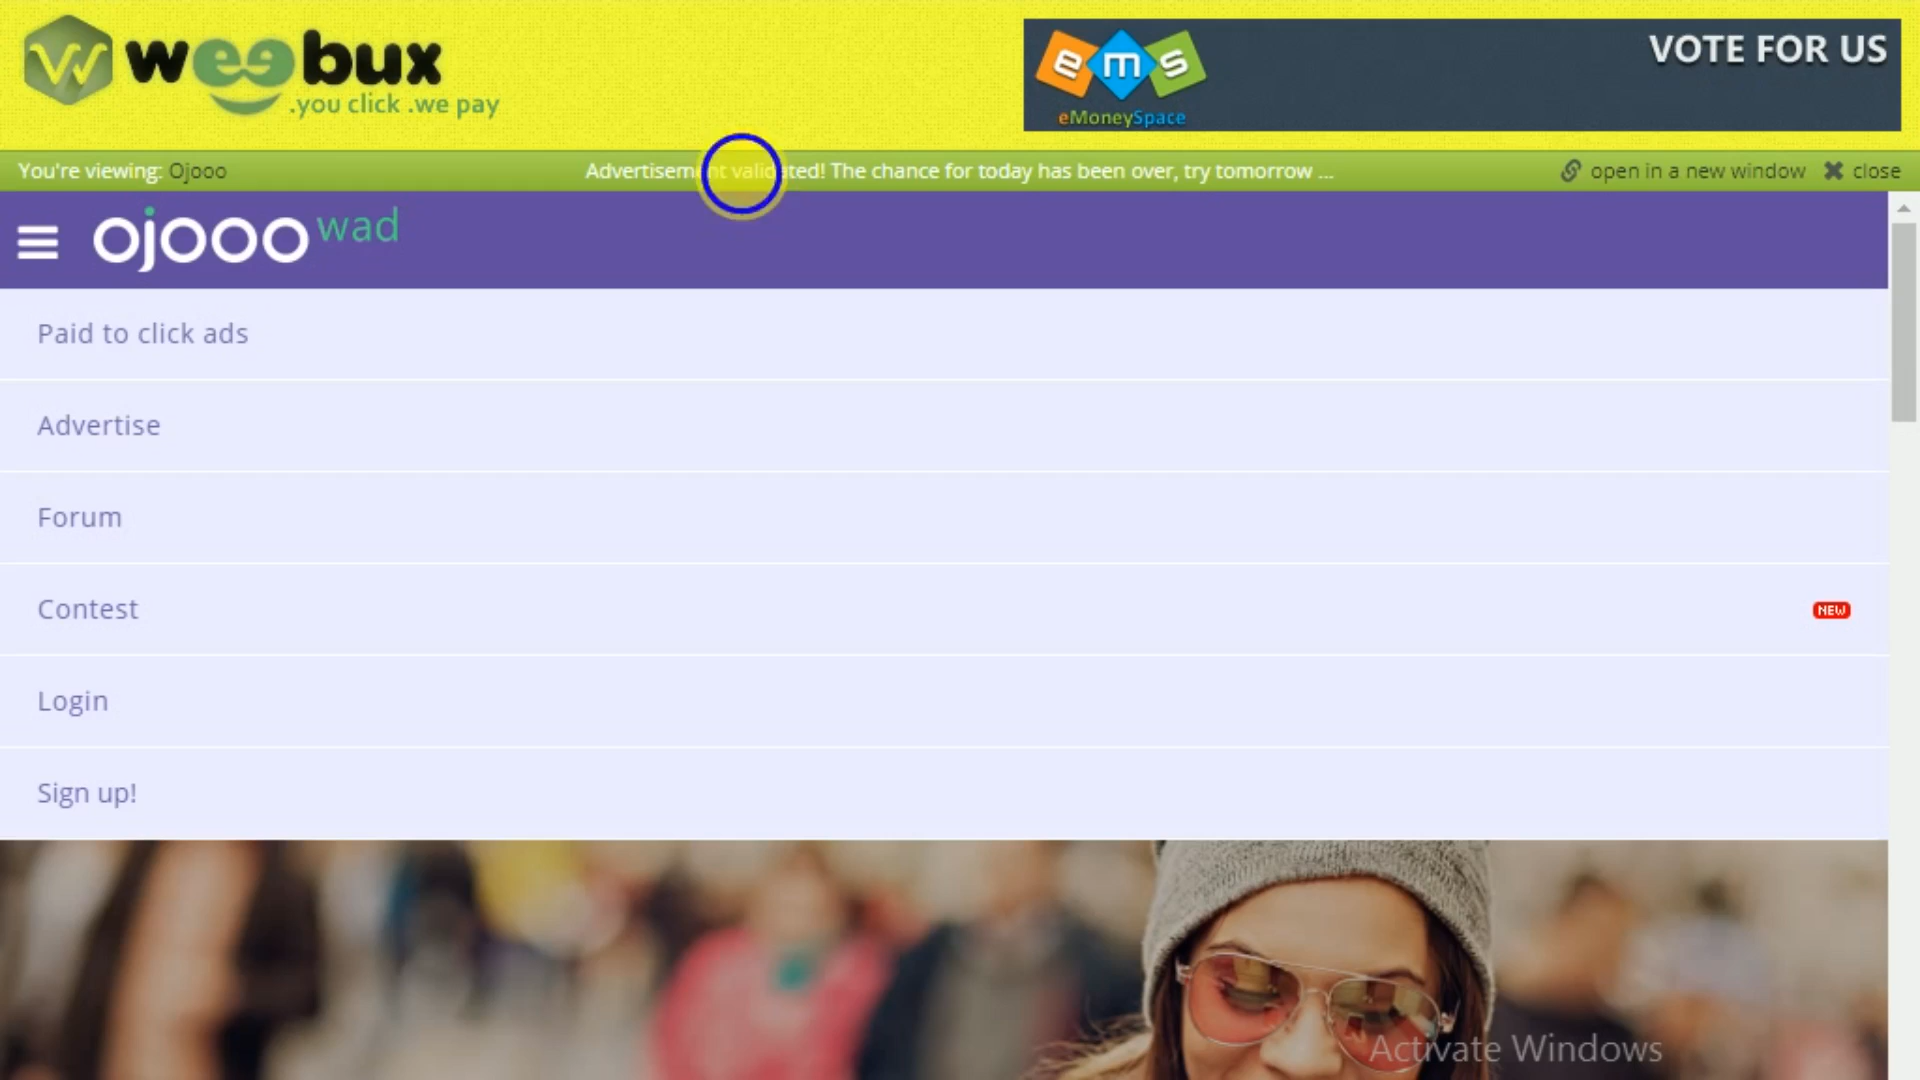 weebux
.you click .we pay
ems
eMoneySpace
VOTE FOR US
You're viewing: Ojooo
Advertisement validated! The chance for today has been over, try tomorrow ...
open in a new window
close
ojooo wad
Paid to click ads
Advertise
Forum
Contest
NEW
Login
Sign up!
Activate Windows